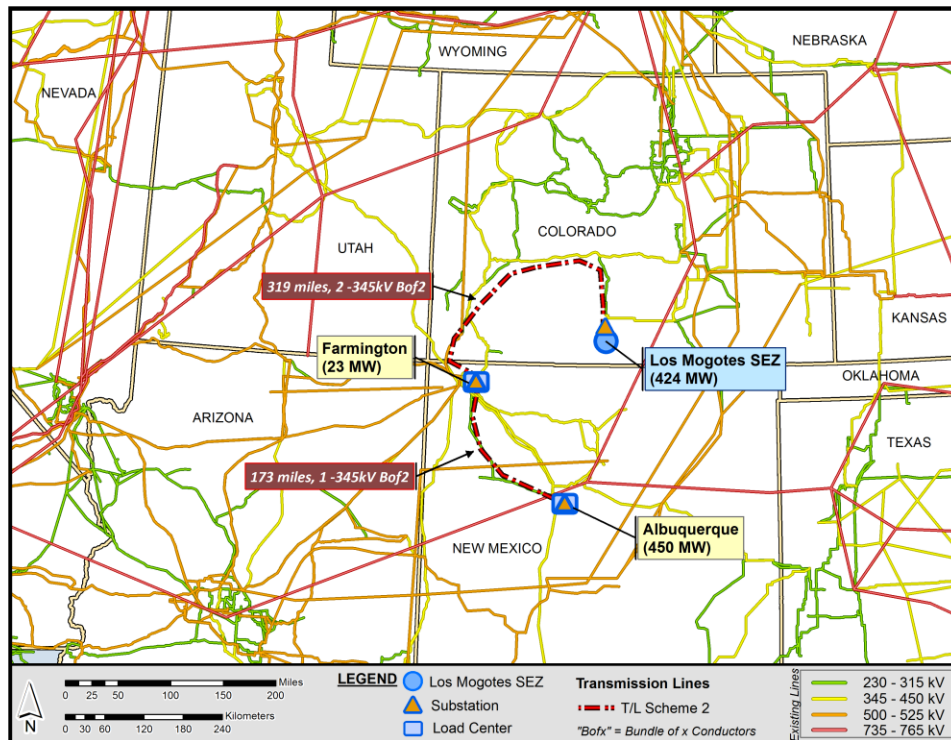 WYOMING
NEBRASKA
NEVADA
UTAH
COLORADO
319 miles, 2 -345kV Bof2
KANSAS
Farmington
(23 MW)
Los Mogotes SEZ
(424 MW)
OKLAHOMA
ARIZONA
TEXAS
173 miles, 1 -345kV Bof2
Albuquerque
(450 MW)
NEW MEXICO
N
0 25 50 100 150 200 Miles
Kilometers
0 30 60 120 180 240
LEGEND
Los Mogotes SEZ
Substation
Load Center
Transmission Lines
T/L Scheme 2
"Bofx" = Bundle of x Conductors
Existing Lines
230 - 315 kV
345 - 450 kV
500 - 525 kV
735 - 765 kV